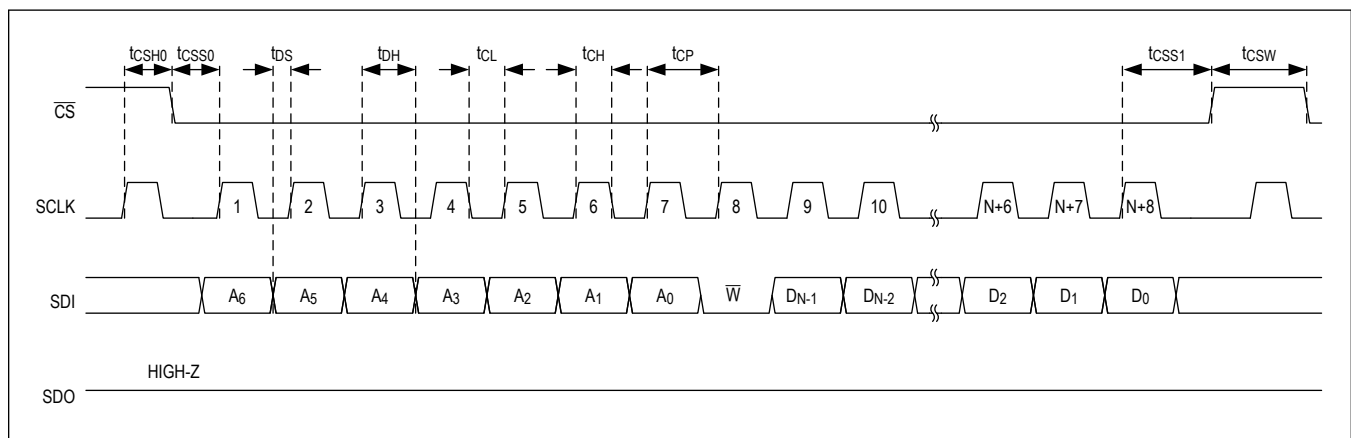 tCSH0 tCSS0 tDS tDH tCL tCH tCP tCSS1 tCSW
C̅S̅
SCLK 1 2 3 4 5 6 7 8 9 10 N+6 N+7 N+8
SDI A6 A5 A4 A3 A2 A1 A0 W̅ DN-1 DN-2 D2 D1 D0
HIGH-Z
SDO